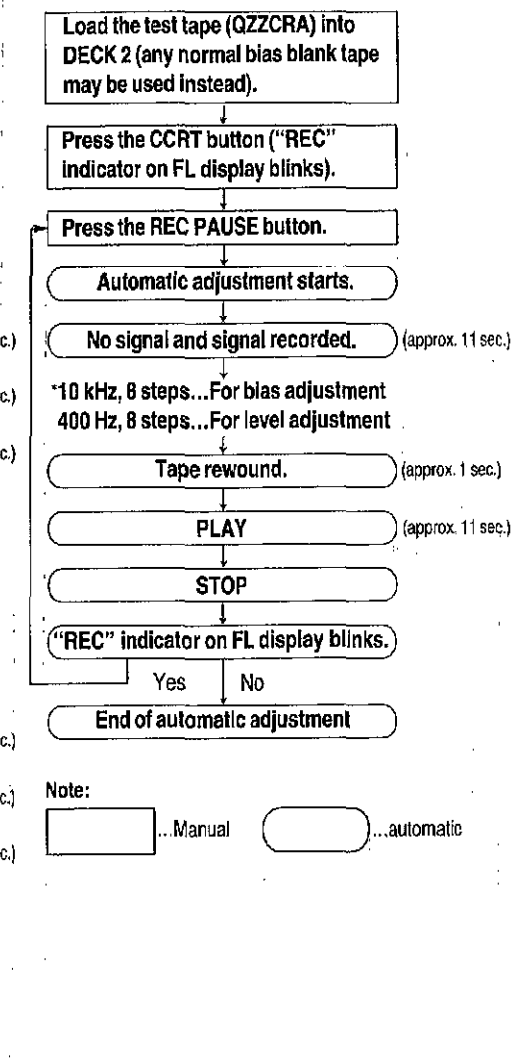 Load the test tape (QZZCRA) into
DECK 2 (any normal bias blank tape
may be used instead).
Press the CCRT button ("REC"
indicator on FL display blinks).
Press the REC PAUSE button.
Automatic adjustment starts.
c.)
No signal and signal recorded. (approx. 11 sec.)
c.)
*10 kHz, 8 steps...For bias adjustment
400 Hz, 8 steps...For level adjustment
c.)
Tape rewound. (approx. 1 sec.)
PLAY (approx. 11 sec.)
STOP
"REC" indicator on FL display blinks.
Yes No
End of automatic adjustment
c.)
Note:
c.)
...Manual ...automatic
c.)